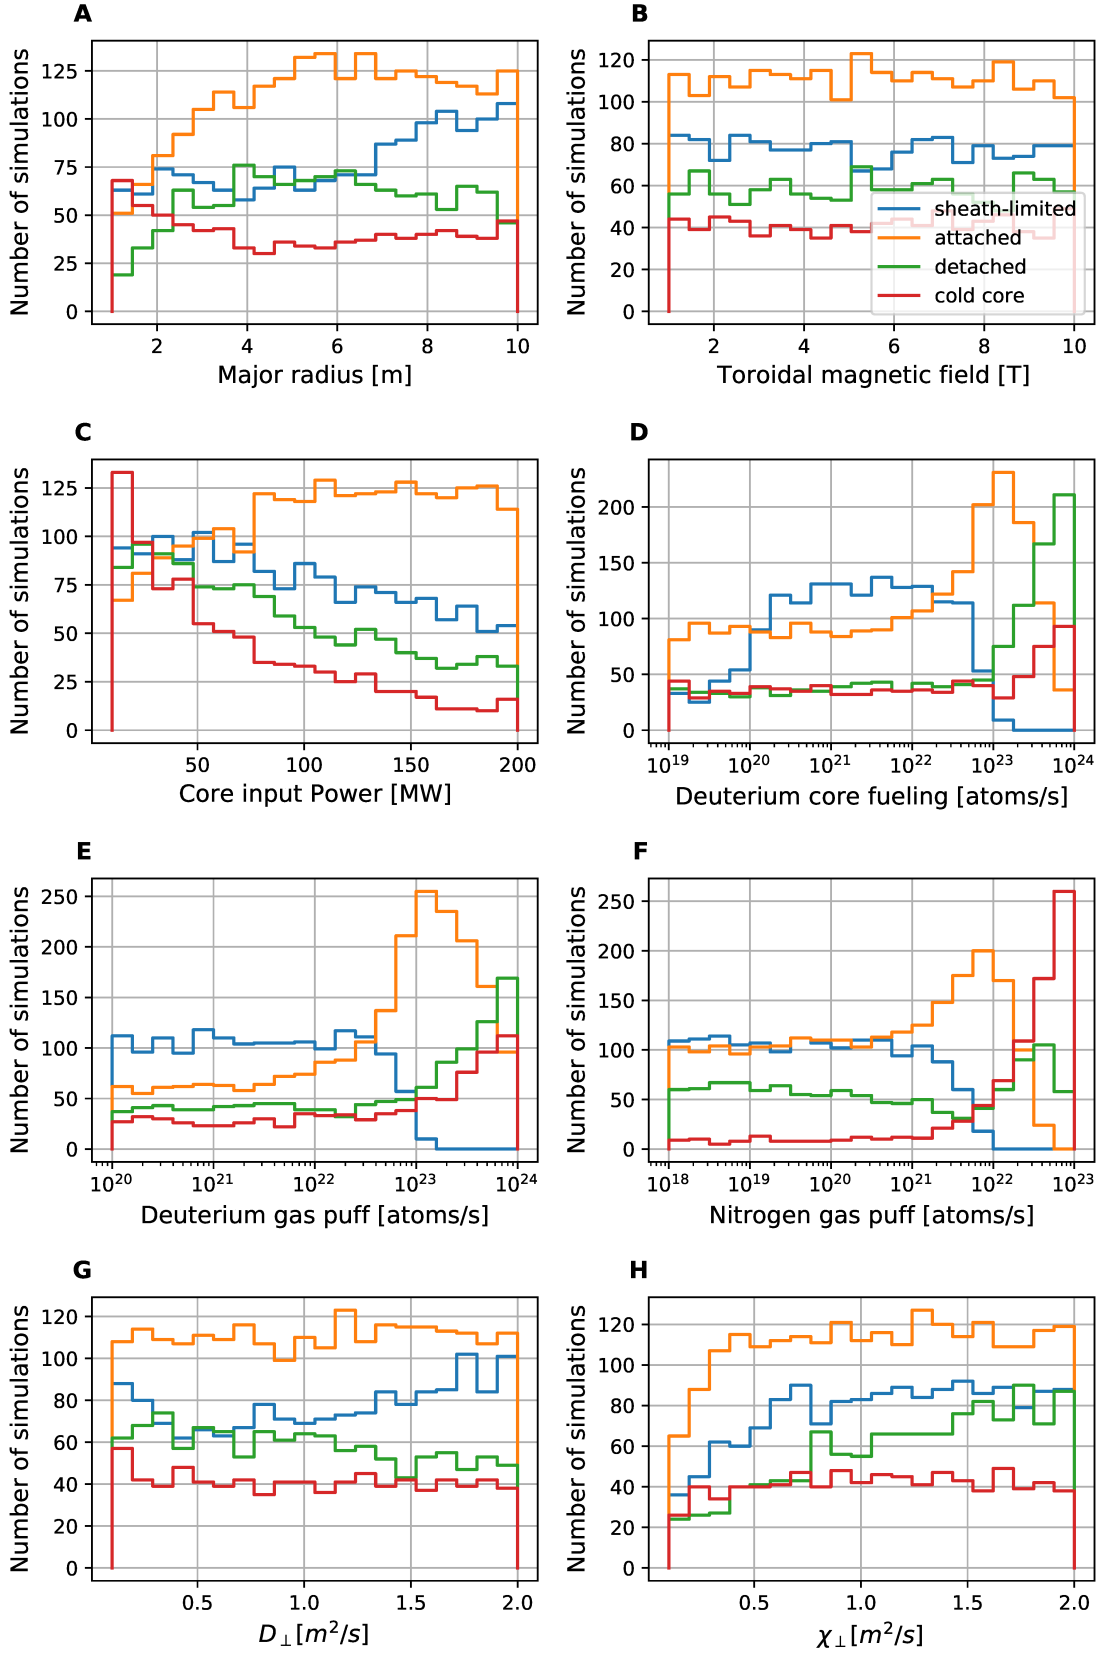 A
Number of simulations
125
100
75
50
25
0
2 4 6 8 10
Major radius [m]
B
Number of simulations
120
100
80
60
40
20
0
sheath-limited
attached
detached
cold core
2 4 6 8 10
Toroidal magnetic field [T]
C
Number of simulations
125
100
75
50
25
0
50 100 150 200
Core input Power [MW]
D
Number of simulations
200
150
100
50
0
10¹⁹ 10²⁰ 10²¹ 10²² 10²³ 10²⁴
Deuterium core fueling [atoms/s]
E
Number of simulations
250
200
150
100
50
0
10²⁰ 10²¹ 10²² 10²³ 10²⁴
Deuterium gas puff [atoms/s]
F
Number of simulations
250
200
150
100
50
0
10¹⁸ 10¹⁹ 10²⁰ 10²¹ 10²² 10²³
Nitrogen gas puff [atoms/s]
G
Number of simulations
120
100
80
60
40
20
0
0.5 1.0 1.5 2.0
D⊥[m²/s]
H
Number of simulations
120
100
80
60
40
20
0
0.5 1.0 1.5 2.0
χ⊥[m²/s]